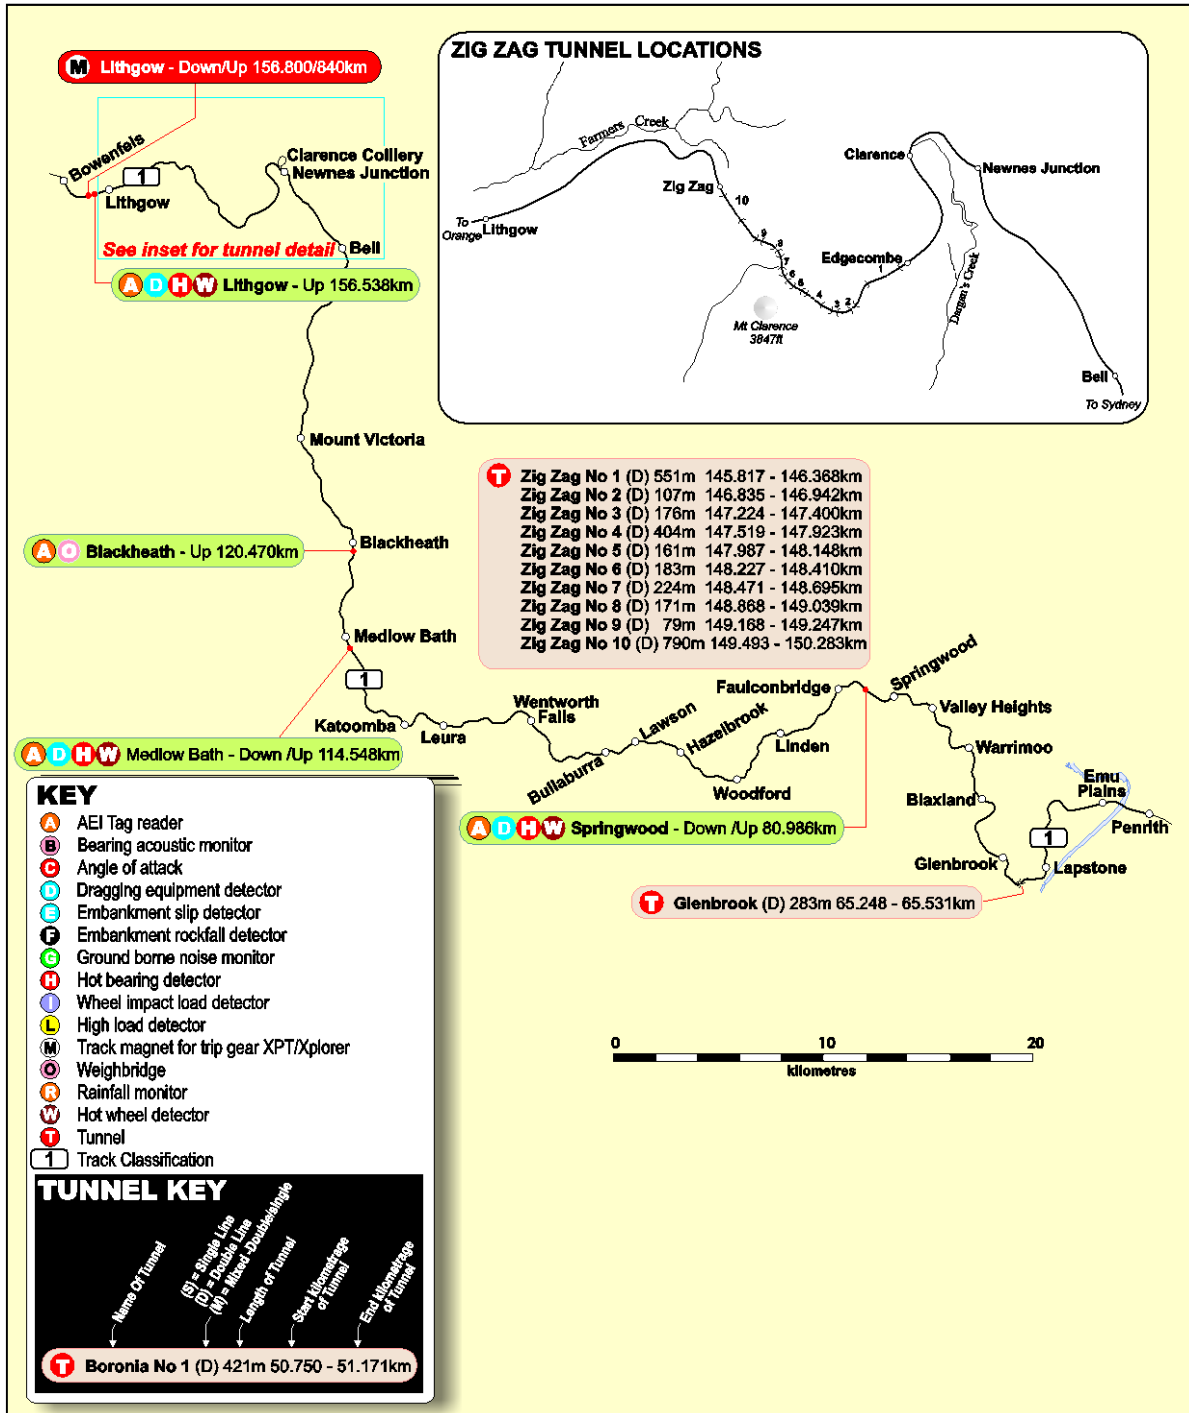 M Lithgow - Down/Up 156.800/840km
Bowenfels
1
Lithgow
Clarence Colliery
Newnes Junction
See inset for tunnel detail
Bell
A D H W Lithgow - Up 156.538km
ZIG ZAG TUNNEL LOCATIONS
Farmers Creek
Zig Zag
10
To
Orange
Lithgow
9
8
7
6
5
4
3
2
1
Edgecombe
Clarence
Newnes Junction
Dargan's Creek
Mt Clarence
3847ft
Bell
To Sydney
Mount Victoria
A O Blackheath - Up 120.470km
Blackheath
T Zig Zag No 1 (D) 551m 145.817 - 146.368km
Zig Zag No 2 (D) 107m 146.835 - 146.942km
Zig Zag No 3 (D) 176m 147.224 - 147.400km
Zig Zag No 4 (D) 404m 147.519 - 147.923km
Zig Zag No 5 (D) 161m 147.987 - 148.148km
Zig Zag No 6 (D) 183m 148.227 - 148.410km
Zig Zag No 7 (D) 224m 148.471 - 148.695km
Zig Zag No 8 (D) 171m 148.868 - 149.039km
Zig Zag No 9 (D) 79m 149.168 - 149.247km
Zig Zag No 10 (D) 790m 149.493 - 150.283km
Medlow Bath
1
Katoomba
Leura
Wentworth
Falls
Bullaburra
Lawson
Hazelbrook
Woodford
Linden
Faulconbridge
Springwood
Valley Heights
Warrimoo
Blaxland
Glenbrook
Emu
Plains
Penrith
1
Lapstone
A D H W Medlow Bath - Down /Up 114.548km
A D H W Springwood - Down /Up 80.986km
T Glenbrook (D) 283m 65.248 - 65.531km
0 10 20
kilometres
KEY
A AEI Tag reader
B Bearing acoustic monitor
C Angle of attack
D Dragging equipment detector
E Embankment slip detector
F Embankment rockfall detector
G Ground borne noise monitor
H Hot bearing detector
I Wheel impact load detector
L High load detector
M Track magnet for trip gear XPT/Xplorer
O Weighbridge
R Rainfall monitor
W Hot wheel detector
T Tunnel
1 Track Classification
TUNNEL KEY
Name Of Tunnel
(S) = Single Line
(D) = Double Line
(M) = Mixed -Double/single
Length of Tunnel
Start kilometrage
of Tunnel
End kilometrage
of Tunnel
T Boronia No 1 (D) 421m 50.750 - 51.171km